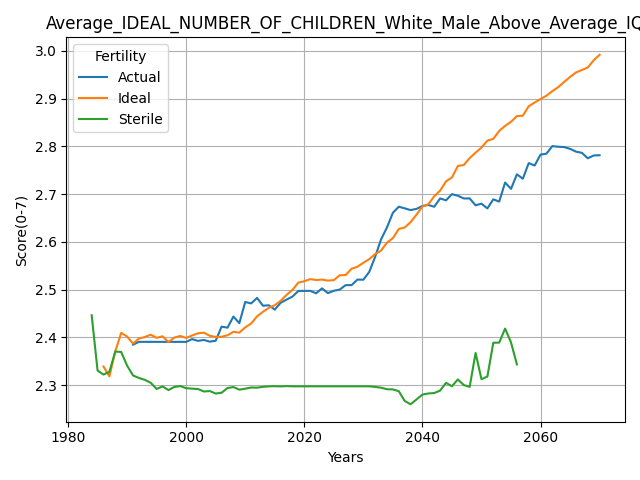 Average_IDEAL_NUMBER_OF_CHILDREN_White_Male_Above_Average_IQ
Fertility
Actual
Ideal
Sterile
Score(0-7)
3.0
2.9
2.8
2.7
2.6
2.5
2.4
2.3
1980
2000
2020
2040
2060
Years